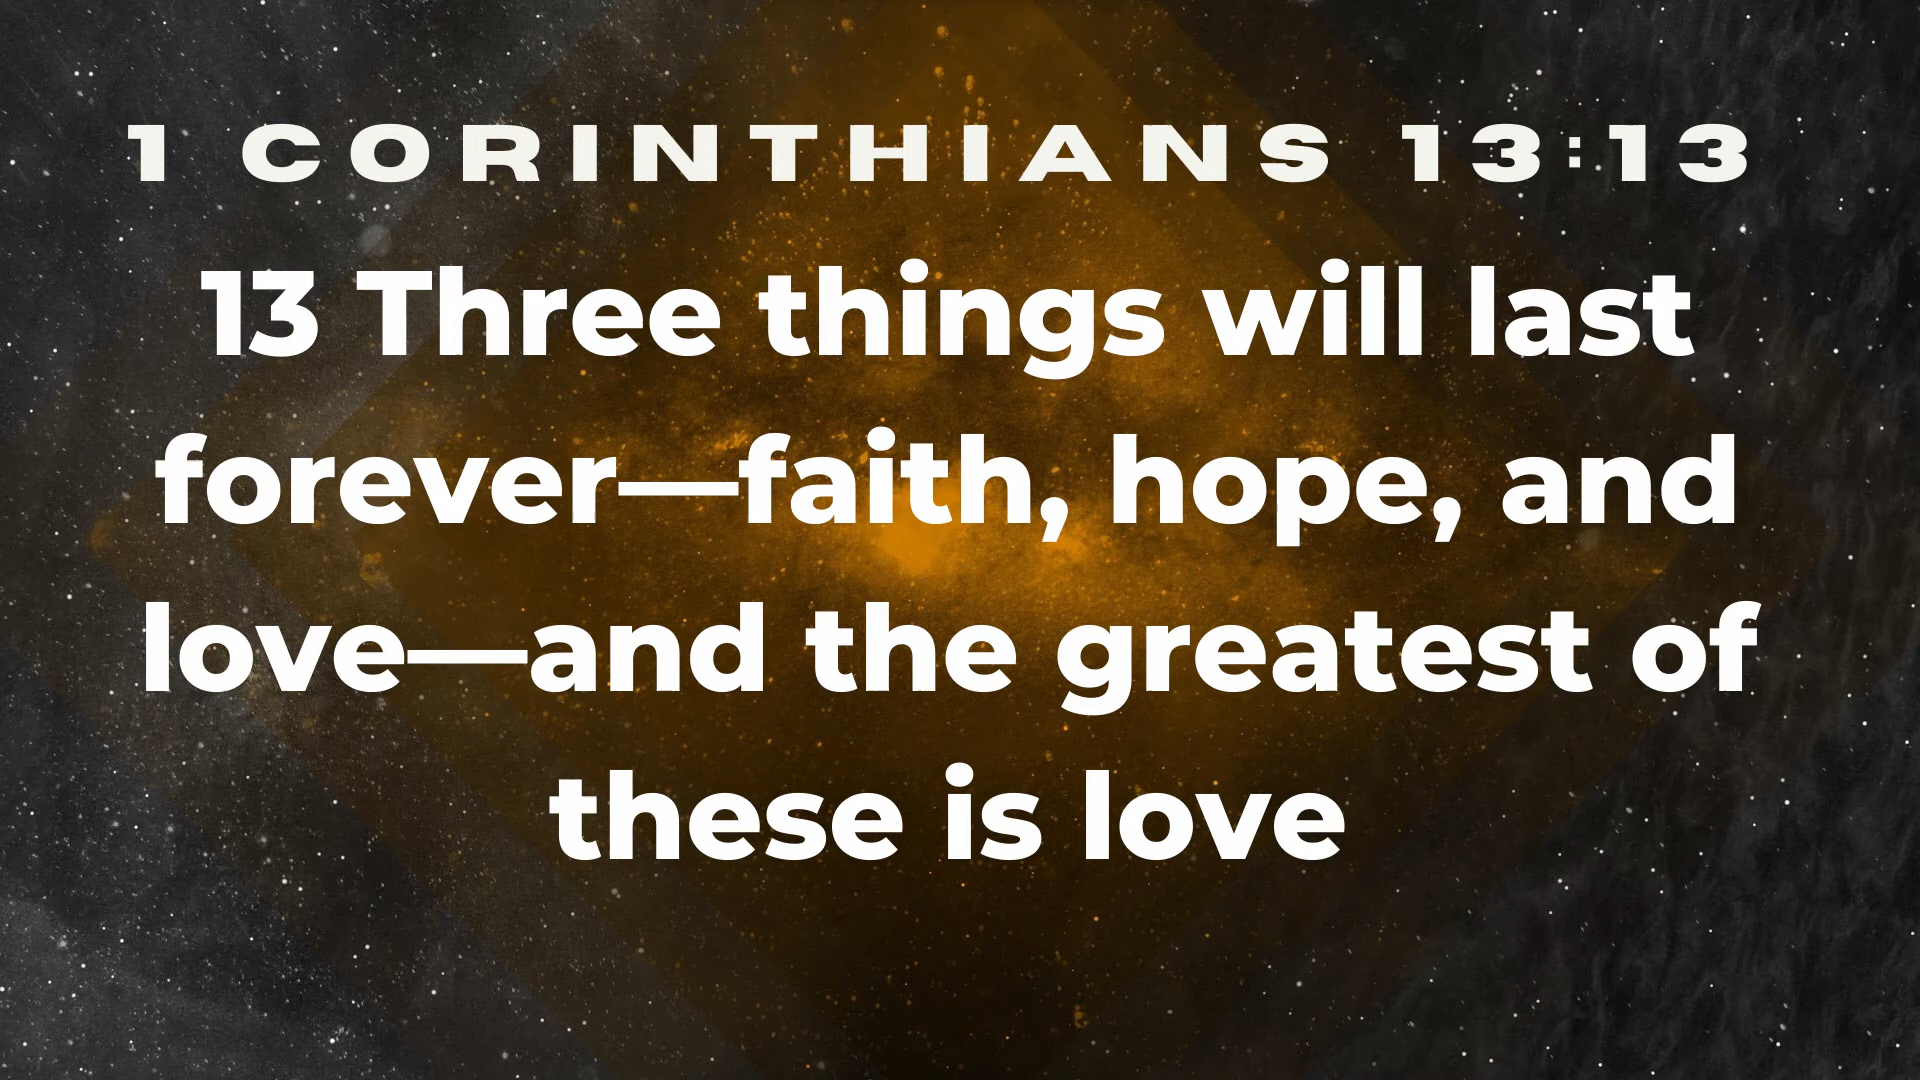 1 CORINTHIANS 13:13
13 Three things will last
forever—faith, hope, and
love—and the greatest of
these is love